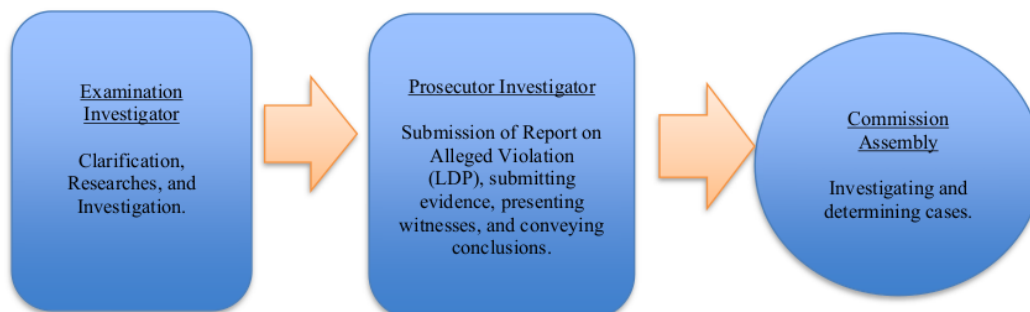 Examination
Investigator
Clarification,
Researches, and
Investigation.
Prosecutor Investigator
Submission of Report on
Alleged Violation
(LDP), submitting
evidence, presenting
witnesses, and conveying
conclusions.
Commission
Assembly
Investigating and
determining cases.